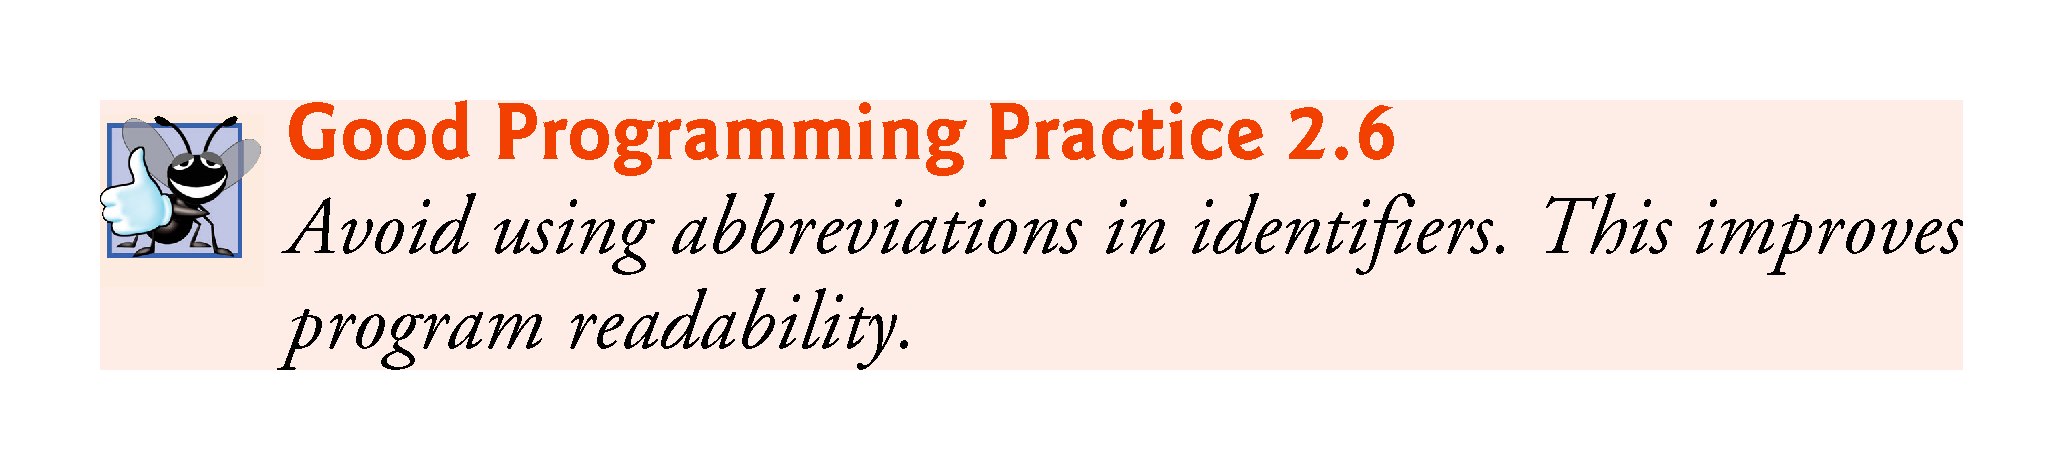 Good Programming Practice 2.6
Avoid using abbreviations in identifiers. This improves
program readability.